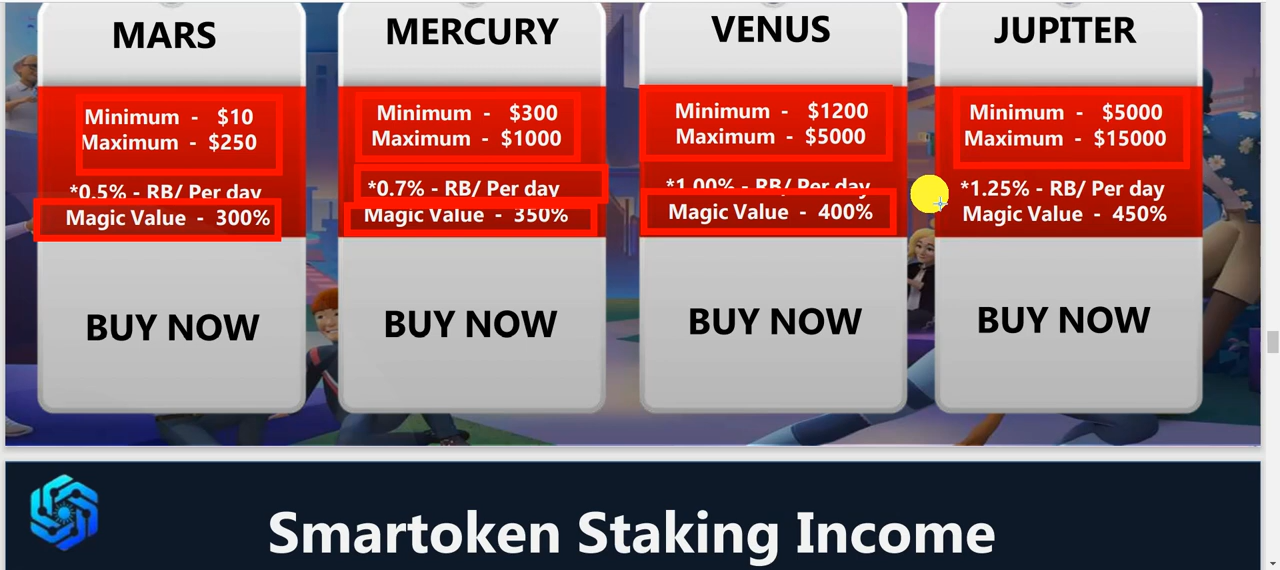 MARS
Minimum - $10
Maximum - $250
*0.5% - RB/ Per day
Magic Value - 300%
BUY NOW
MERCURY
Minimum - $300
Maximum - $1000
*0.7% - RB/ Per day
Magic Value - 350%
BUY NOW
VENUS
Minimum - $1200
Maximum - $5000
*1.00% - RB/ Per day
Magic Value - 400%
BUY NOW
JUPITER
Minimum - $5000
Maximum - $15000
*1.25% - RB/ Per day
Magic Value - 450%
BUY NOW
Smartoken Staking Income